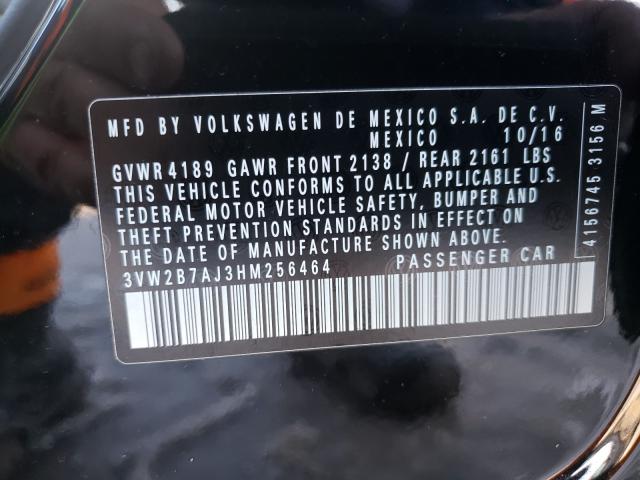 MFD BY VOLKSWAGEN DE MEXICO S.A. DE C.V.
MEXICO 10/16
GVWR 4189 GAWR FRONT 2138 / REAR 2161 LBS
THIS VEHICLE CONFORMS TO ALL APPLICABLE U.S.
FEDERAL MOTOR VEHICLE SAFETY, BUMPER AND
THEFT PREVENTION STANDARDS IN EFFECT ON
THE DATE OF MANUFACTURE SHOWN ABOVE.
3VW2B7AJ3HM256464 PASSENGER CAR
4156745 3156 M